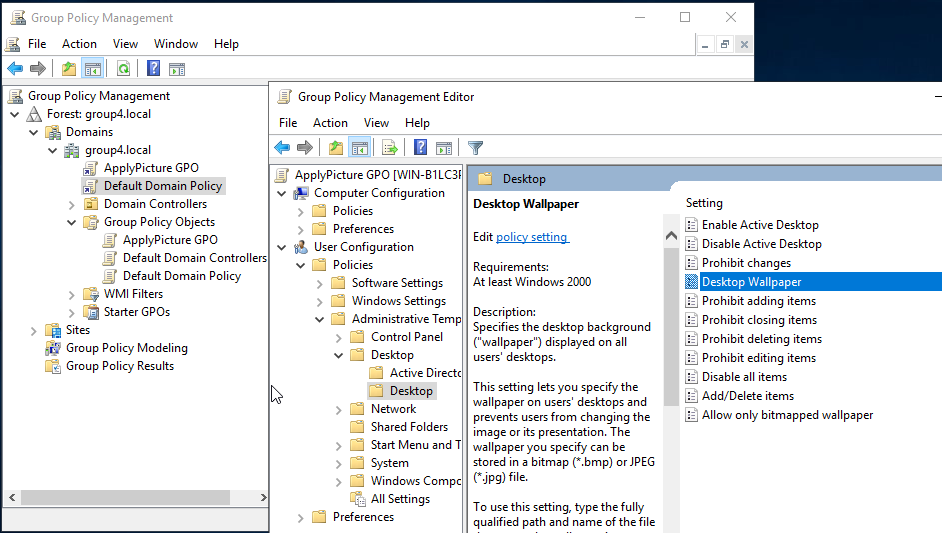 Group Policy Management
File Action View Window Help
Group Policy Management
Forest: group4.local
Domains
group4.local
ApplyPicture GPO
Default Domain Policy
Domain Controllers
Group Policy Objects
ApplyPicture GPO
Default Domain Controllers
Default Domain Policy
WMI Filters
Starter GPOs
Sites
Group Policy Modeling
Group Policy Results
Group Policy Management Editor
File Action View Help
ApplyPicture GPO [WIN-B1LC3
Computer Configuration
Policies
Preferences
User Configuration
Policies
Software Settings
Windows Settings
Administrative Temp
Control Panel
Desktop
Active Directo
Desktop
Network
Shared Folders
Start Menu and T
System
Windows Compo
All Settings
Preferences
Desktop
Desktop Wallpaper
Edit policy setting
Requirements:
At least Windows 2000
Description:
Specifies the desktop background
("wallpaper") displayed on all
users' desktops.
This setting lets you specify the
wallpaper on users' desktops and
prevents users from changing the
image or its presentation. The
wallpaper you specify can be
stored in a bitmap (*.bmp) or JPEG
(*.jpg) file.
To use this setting, type the fully
qualified path and name of the file
Setting
Enable Active Desktop
Disable Active Desktop
Prohibit changes
Desktop Wallpaper
Prohibit adding items
Prohibit closing items
Prohibit deleting items
Prohibit editing items
Disable all items
Add/Delete items
Allow only bitmapped wallpaper